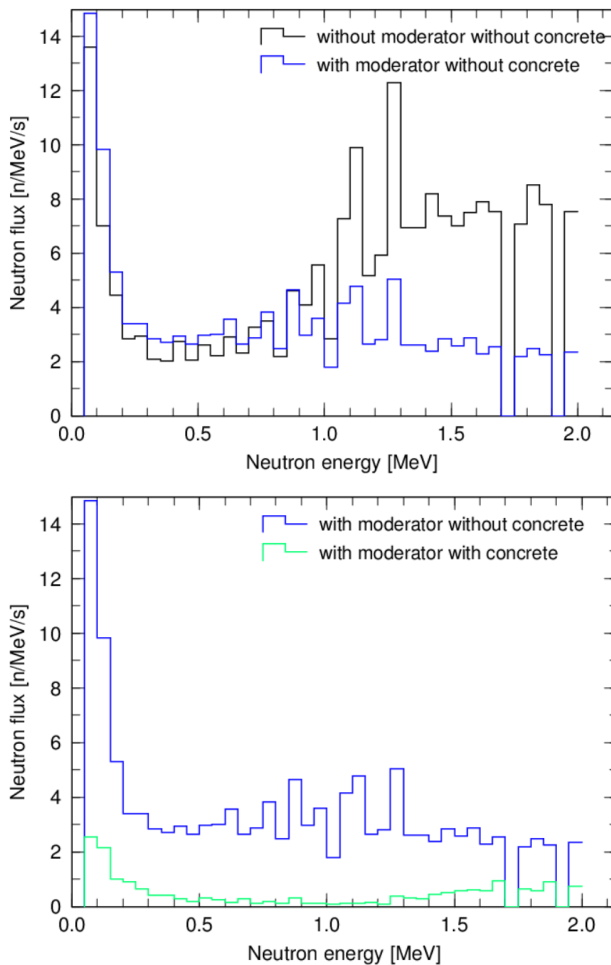 14
12
10
8
6
4
2
0
Neutron flux [n/MeV/s]
without moderator without concrete
with moderator without concrete
0.0 0.5 1.0 1.5 2.0
Neutron energy [MeV]
14
12
10
8
6
4
2
0
Neutron flux [n/MeV/s]
with moderator without concrete
with moderator with concrete
0.0 0.5 1.0 1.5 2.0
Neutron energy [MeV]